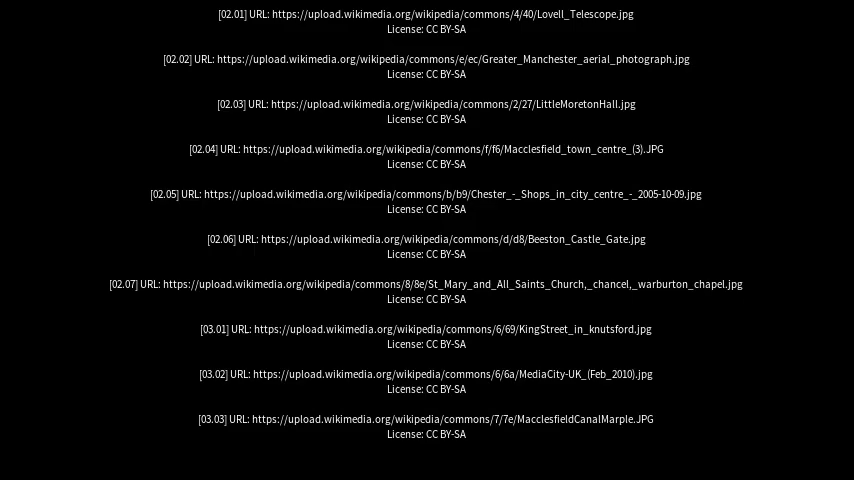 [02.01] URL: https://upload.wikimedia.org/wikipedia/commons/4/40/Lovell_Telescope.jpg
License: CC BY-SA
[02.02] URL: https://upload.wikimedia.org/wikipedia/commons/e/ec/Greater_Manchester_aerial_photograph.jpg
License: CC BY-SA
[02.03] URL: https://upload.wikimedia.org/wikipedia/commons/2/27/LittleMoretonHall.jpg
License: CC BY-SA
[02.04] URL: https://upload.wikimedia.org/wikipedia/commons/f/f6/Macclesfield_town_centre_(3).JPG
License: CC BY-SA
[02.05] URL: https://upload.wikimedia.org/wikipedia/commons/b/b9/Chester_-_Shops_in_city_centre_-_2005-10-09.jpg
License: CC BY-SA
[02.06] URL: https://upload.wikimedia.org/wikipedia/commons/d/d8/Beeston_Castle_Gate.jpg
License: CC BY-SA
[02.07] URL: https://upload.wikimedia.org/wikipedia/commons/8/8e/St_Mary_and_All_Saints_Church,_chancel,_warburton_chapel.jpg
License: CC BY-SA
[03.01] URL: https://upload.wikimedia.org/wikipedia/commons/6/69/KingStreet_in_knutsford.jpg
License: CC BY-SA
[03.02] URL: https://upload.wikimedia.org/wikipedia/commons/6/6a/MediaCity-UK_(Feb_2010).jpg
License: CC BY-SA
[03.03] URL: https://upload.wikimedia.org/wikipedia/commons/7/7e/MacclesfieldCanalMarple.JPG
License: CC BY-SA